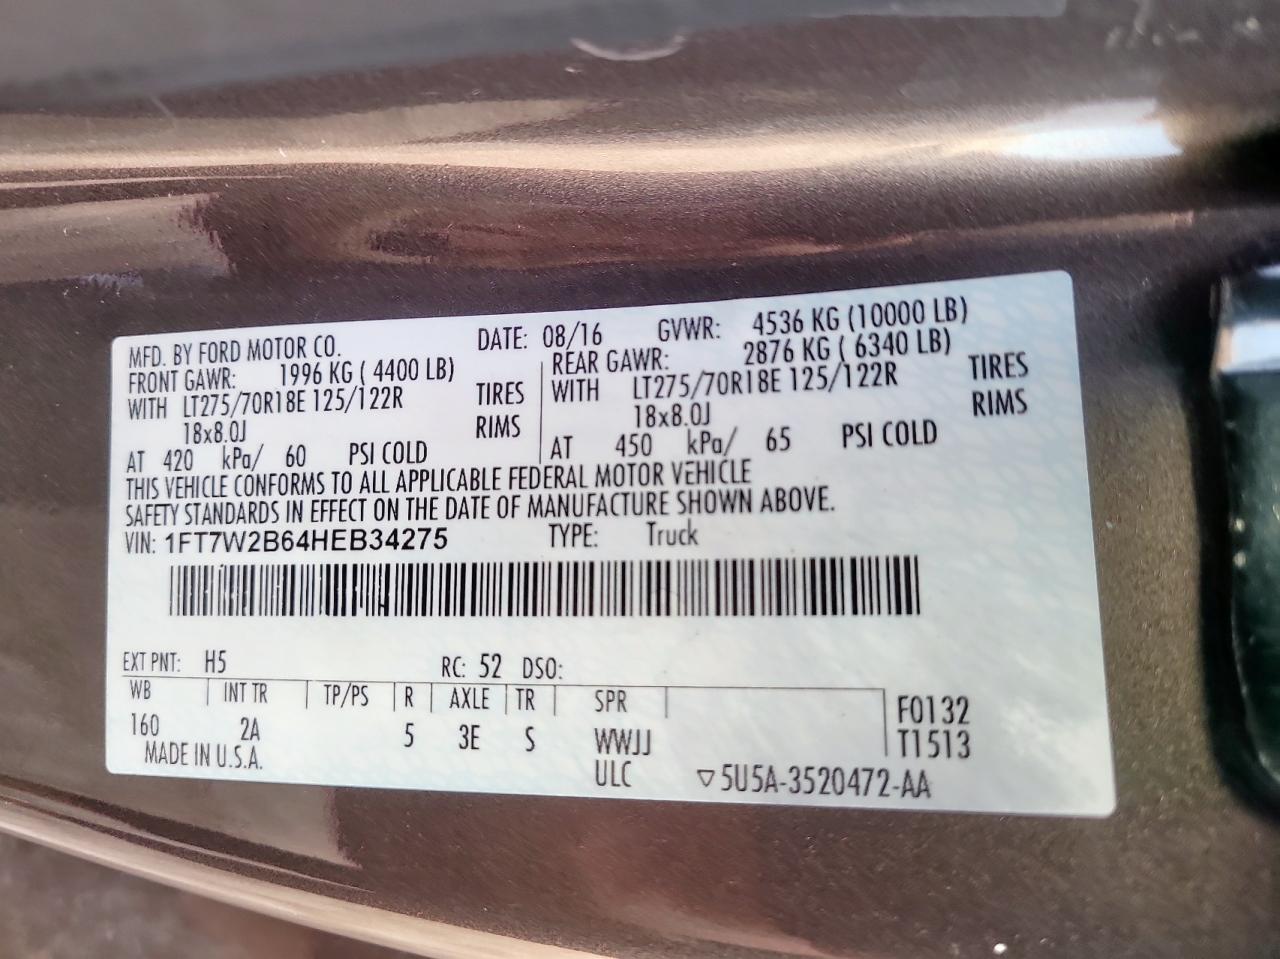 MFD. BY FORD MOTOR CO. DATE: 08/16 GVWR: 4536 KG (10000 LB)
FRONT GAWR: 1996 KG ( 4400 LB) REAR GAWR: 2876 KG ( 6340 LB)
WITH LT275/70R18E 125/122R TIRES WITH LT275/70R18E 125/122R TIRES
18x8.0J RIMS 18x8.0J RIMS
AT 420 kPa/ 60 PSI COLD AT 450 kPa/ 65 PSI COLD
THIS VEHICLE CONFORMS TO ALL APPLICABLE FEDERAL MOTOR VEHICLE
SAFETY STANDARDS IN EFFECT ON THE DATE OF MANUFACTURE SHOWN ABOVE.
VIN: 1FT7W2B64HEB34275 TYPE: Truck
EXT PNT: H5 RC: 52 DSO:
WB INT TR TP/PS R AXLE TR SPR F0132
160 2A 5 3E S WWJJ T1513
MADE IN U.S.A. ULC ▽5U5A-3520472-AA